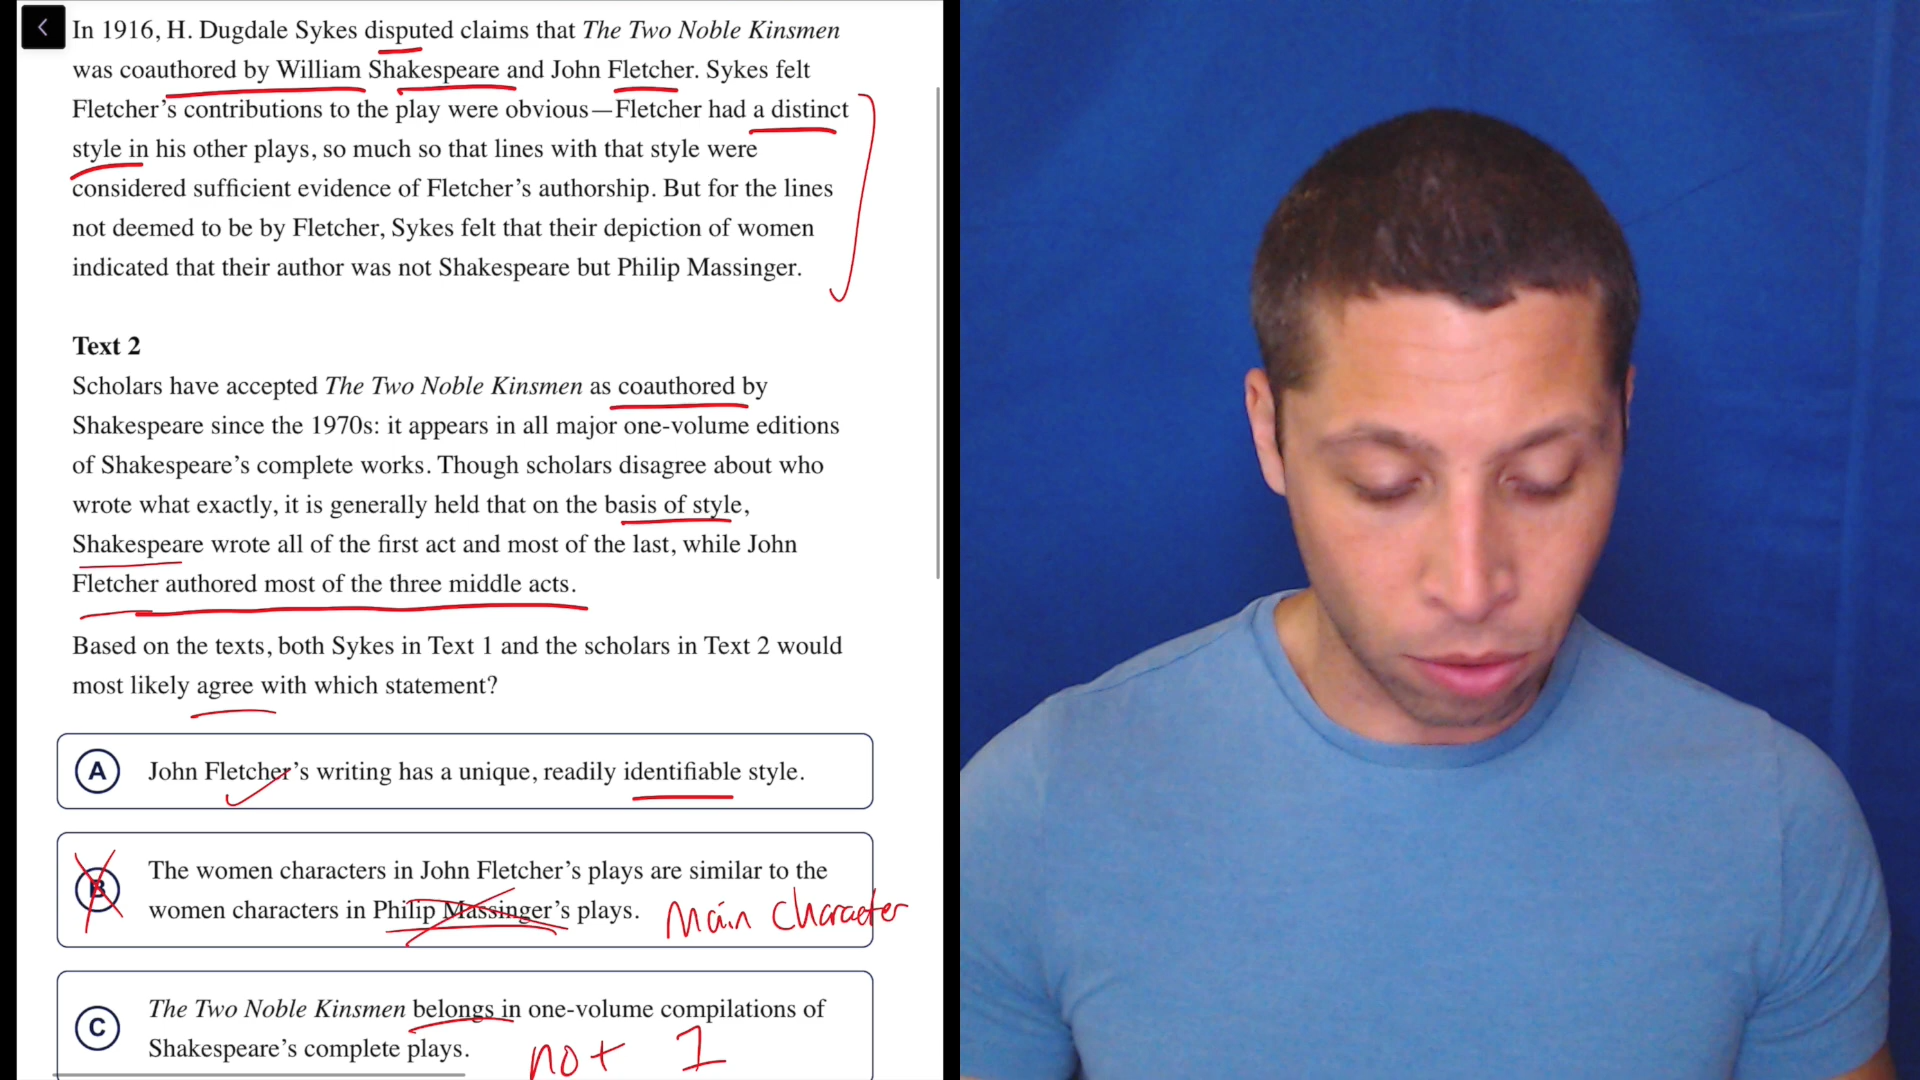 In 1916, H. Dugdale Sykes disputed claims that The Two Noble Kinsmen
was coauthored by William Shakespeare and John Fletcher. Sykes felt
Fletcher’s contributions to the play were obvious—Fletcher had a distinct
style in his other plays, so much so that lines with that style were
considered sufficient evidence of Fletcher’s authorship. But for the lines
not deemed to be by Fletcher, Sykes felt that their depiction of women
indicated that their author was not Shakespeare but Philip Massinger.
Text 2
Scholars have accepted The Two Noble Kinsmen as coauthored by
Shakespeare since the 1970s: it appears in all major one-volume editions
of Shakespeare’s complete works. Though scholars disagree about who
wrote what exactly, it is generally held that on the basis of style,
Shakespeare wrote all of the first act and most of the last, while John
Fletcher authored most of the three middle acts.
Based on the texts, both Sykes in Text 1 and the scholars in Text 2 would
most likely agree with which statement?
A John Fletcher’s writing has a unique, readily identifiable style.
B The women characters in John Fletcher’s plays are similar to the
women characters in Philip Massinger’s plays. Main Character
C The Two Noble Kinsmen belongs in one-volume compilations of
Shakespeare’s complete plays. not 1